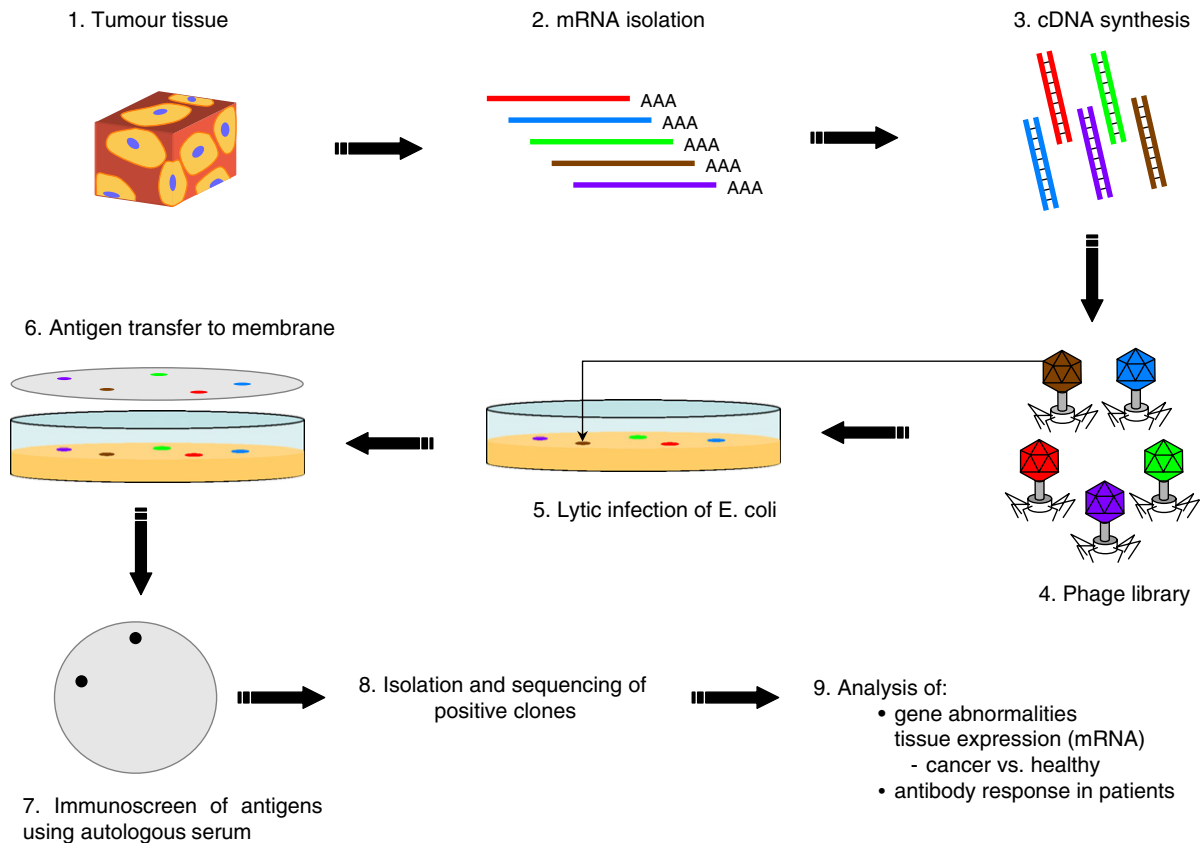 1. Tumour tissue
2. mRNA isolation
3. cDNA synthesis
AAA
AAA
AAA
AAA
AAA
6. Antigen transfer to membrane
5. Lytic infection of E. coli
4. Phage library
7. Immunoscreen of antigens
using autologous serum
8. Isolation and sequencing of
positive clones
9. Analysis of:
• gene abnormalities
tissue expression (mRNA)
- cancer vs. healthy
• antibody response in patients